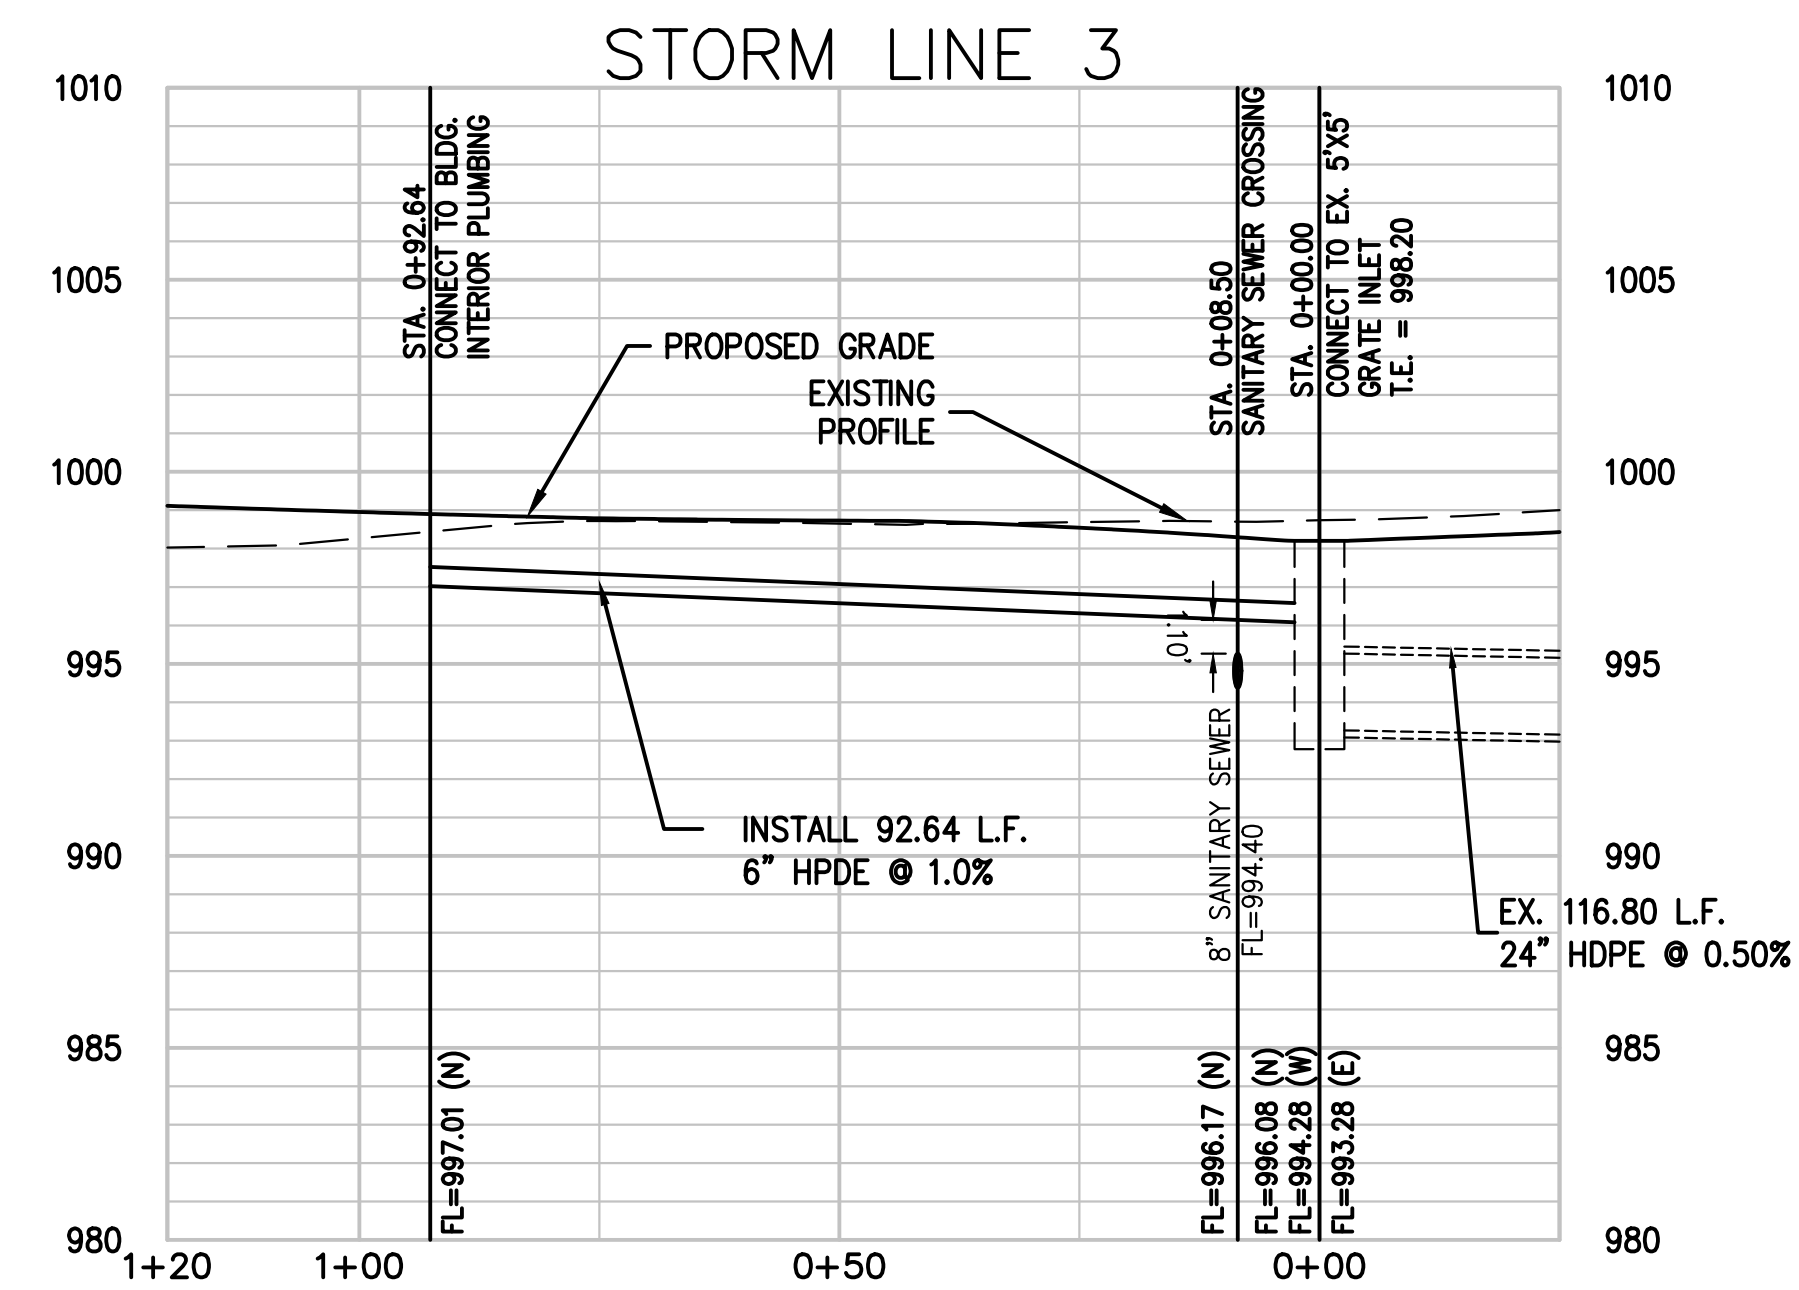 STORM LINE 3
1010
1005
1000
995
990
985
980
1010
1005
1000
995
990
985
980
STA. 0+92.64
CONNECT TO BLDG.
INTERIOR PLUMBING
STA. 0+08.50
SANITARY SEWER CROSSING
STA. 0+00.00
CONNECT TO EX. 5'X5'
GRATE INLET
T.E. = 998.20
PROPOSED GRADE
EXISTING
PROFILE
1.10'
8" SANITARY SEWER
FL=994.40
INSTALL 92.64 L.F.
6" HPDE @ 1.0%
EX. 116.80 L.F.
24" HDPE @ 0.50%
FL=997.01 (N)
FL=996.17 (N)
FL=996.08 (N)
FL=994.28 (W)
FL=993.28 (E)
1+20
1+00
0+50
0+00